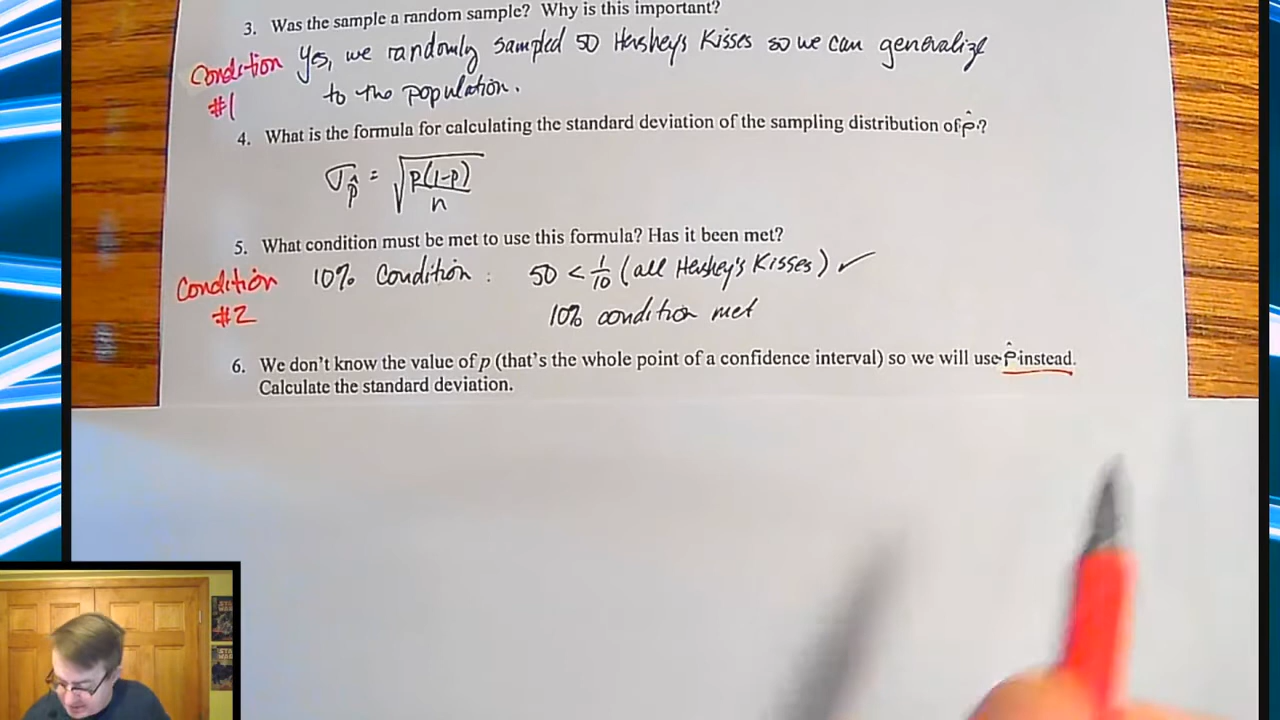 3. Was the sample a random sample? Why is this important?
Condition #1
Yes, we randomly sampled 50 Hershey's Kisses so we can generalize
to the population.
4. What is the formula for calculating the standard deviation of the sampling distribution of p̂?
σp̂ = √(p(1-p)/n)
5. What condition must be met to use this formula? Has it been met?
Condition #2
10% Condition : 50 < 1/10 (all Hershey's Kisses) ✓
10% condition met
6. We don't know the value of p (that's the whole point of a confidence interval) so we will use p̂ instead.
Calculate the standard deviation.
STAR WARS
STAR WARS